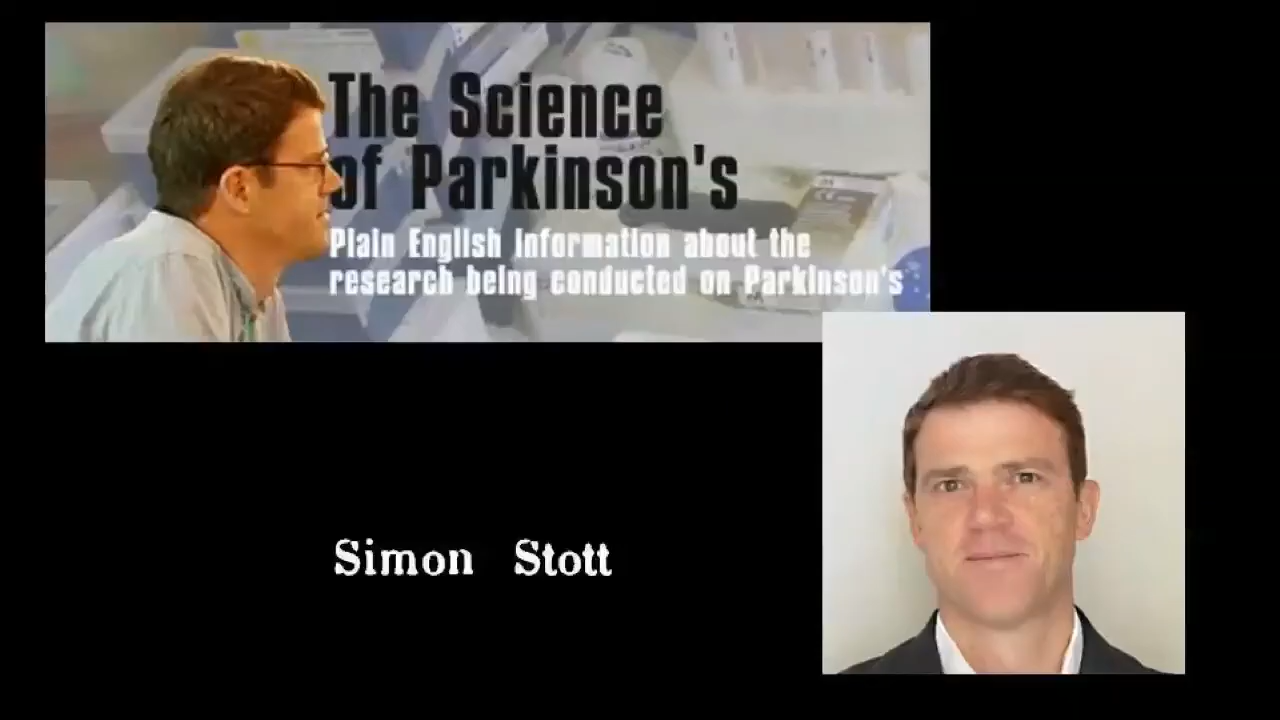 The Science
of Parkinson's
Plain English information about the
research being conducted on Parkinson's
Simon Stott